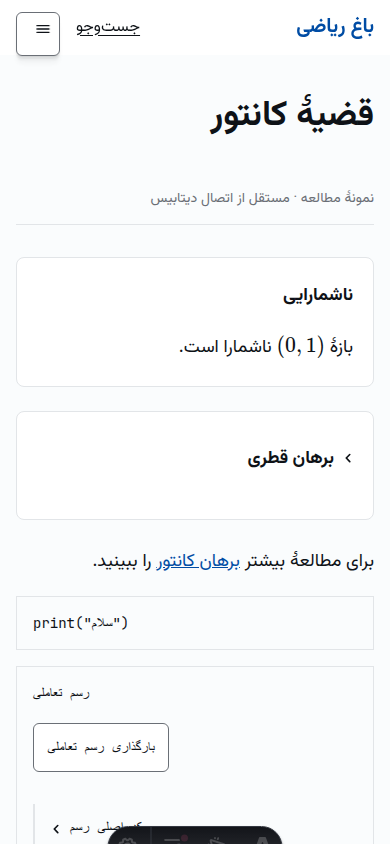 باغ ریاضی
جست‌وجو
قضیهٔ کانتور
نمونهٔ مطالعه · مستقل از اتصال دیتابیس
ناشمارایی
بازهٔ (0, 1) ناشمارا است.
برهان قطری
برای مطالعهٔ بیشتر برهان کانتور را ببینید.
print("سلام")
رسم تعاملی
بارگذاری رسم تعاملی
رسم